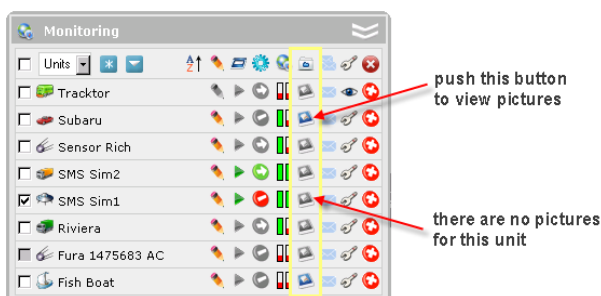 Monitoring
Units
Tracktor
Subaru
Sensor Rich
SMS Sim2
SMS Sim1
Riviera
Fura 1475683 AC
Fish Boat
push this button
to view pictures
there are no pictures
for this unit